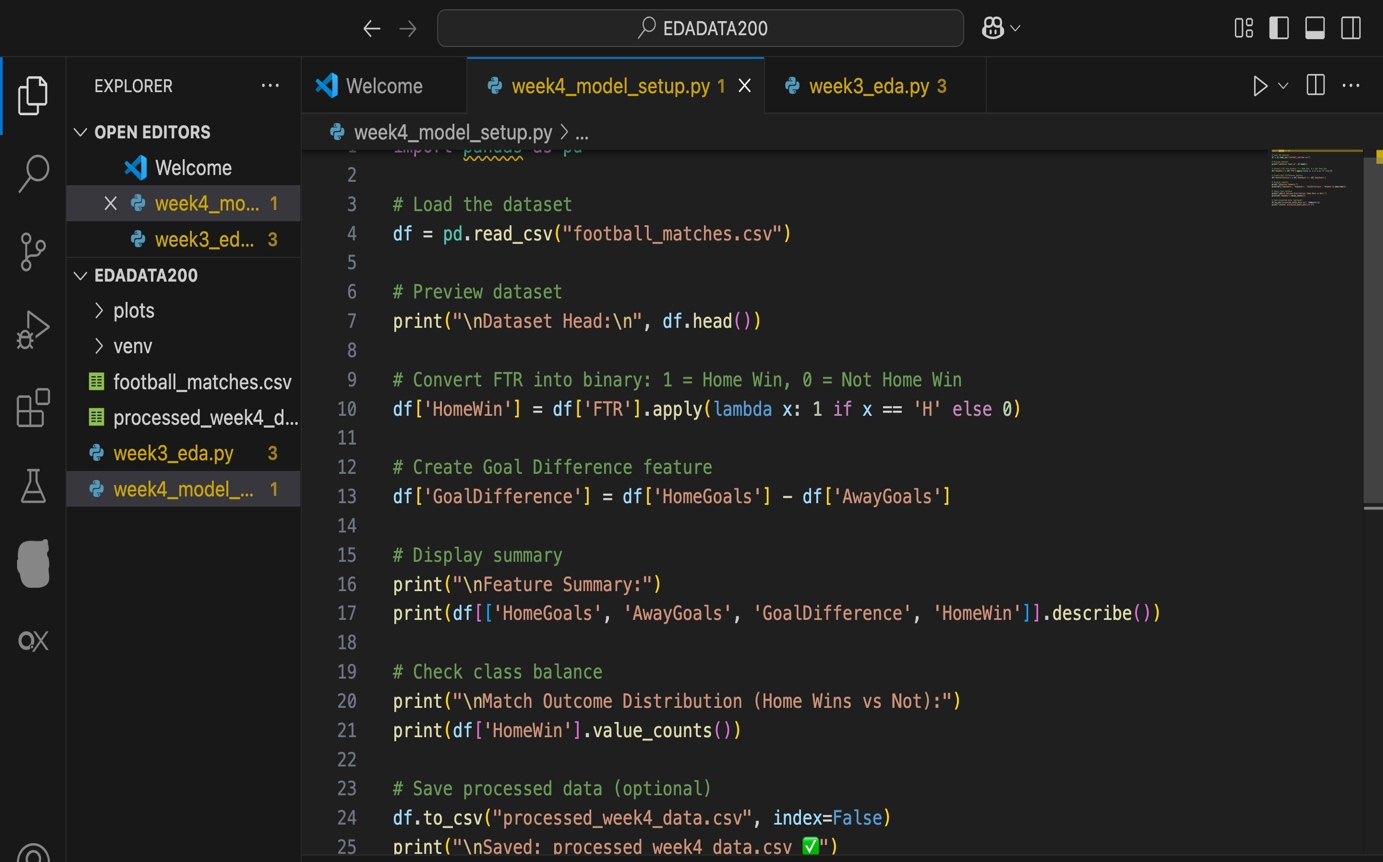 EDADATA200
EXPLORER
OPEN EDITORS
Welcome
week4_mo... 1
week3_ed... 3
EDADATA200
plots
venv
football_matches.csv
processed_week4_d...
week3_eda.py 3
week4_model_... 1
OX
Welcome
week4_model_setup.py 1
week3_eda.py 3
week4_model_setup.py > ...
1 import pandas as pd
2
3 # Load the dataset
4 df = pd.read_csv("football_matches.csv")
5
6 # Preview dataset
7 print("\nDataset Head:\n", df.head())
8
9 # Convert FTR into binary: 1 = Home Win, 0 = Not Home Win
10 df['HomeWin'] = df['FTR'].apply(lambda x: 1 if x == 'H' else 0)
11
12 # Create Goal Difference feature
13 df['GoalDifference'] = df['HomeGoals'] - df['AwayGoals']
14
15 # Display summary
16 print("\nFeature Summary:")
17 print(df[['HomeGoals', 'AwayGoals', 'GoalDifference', 'HomeWin']].describe())
18
19 # Check class balance
20 print("\nMatch Outcome Distribution (Home Wins vs Not):")
21 print(df['HomeWin'].value_counts())
22
23 # Save processed data (optional)
24 df.to_csv("processed_week4_data.csv", index=False)
25 print("\nSaved: processed_week4_data.csv ✅")